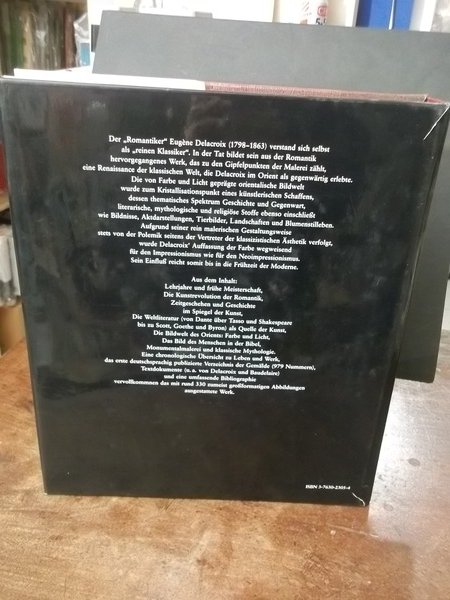 Der „Romantiker“ Eugène Delacroix (1798–1863) verstand sich selbst
als „reinen Klassiker“. In der Tat bildet sein aus der Romantik
hervorgegangenes Werk, das zu den Gipfelpunkten der Malerei zählt,
eine Renaissance der klassischen Welt, die Delacroix im Orient als gegenwärtig erlebte.
Die von Farbe und Licht geprägte orientalische Bildwelt
wurde zum Kristallisationspunkt eines künstlerischen Schaffens,
dessen thematisches Spektrum Geschichte und Gegenwart,
literarische, mythologische und religiöse Stoffe ebenso einschließt
wie Bildnisse, Aktdarstellungen, Tierbilder, Landschaften und Blumenstilleben.
Aufgrund seiner rein malerischen Gestaltungsweise
stets von der Polemik seitens der Vertreter der klassizistischen Ästhetik verfolgt,
wurde Delacroix’ Auffassung der Farbe wegweisend
für den Impressionismus wie für den Neoimpressionismus.
Sein Einfluß reicht somit bis in die Frühzeit der Moderne.
Aus dem Inhalt:
Lehrjahre und frühe Meisterschaft,
Die Kunstrevolution der Romantik,
Zeitgeschehen und Geschichte
im Spiegel der Kunst,
Die Weltliteratur (von Dante über Tasso und Shakespeare
bis zu Scott, Goethe und Byron) als Quelle der Kunst,
Die Bildwelt des Orients: Farbe und Licht,
Das Bild des Menschen in der Bibel,
Monumentalmalerei und klassische Mythologie.
Eine chronologische Übersicht zu Leben und Werk,
das erste deutschsprachig publizierte Verzeichnis der Gemälde (979 Nummern),
Textdokumente (u. a. von Delacroix und Baudelaire)
und eine umfassende Bibliographie
vervollkommnen das mit rund 330 zumeist großformatigen Abbildungen
ausgestattete Werk.
ISBN 3-7630-2305-4